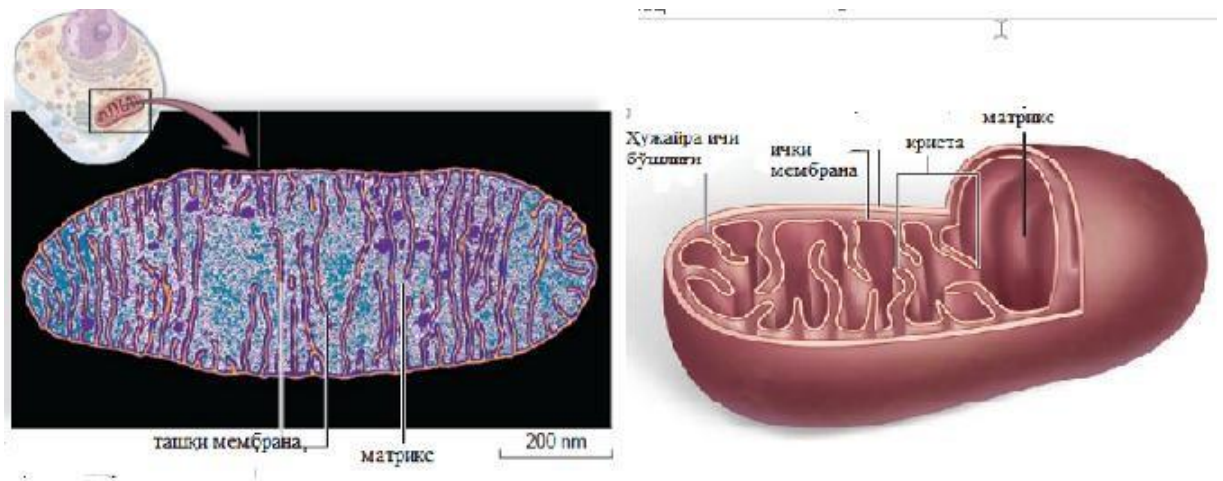 ташқи мембрана,
матрикс
200 nm
Ҳужайра ичи
бўшлиғи
ички
мембрана
криста
матрикс